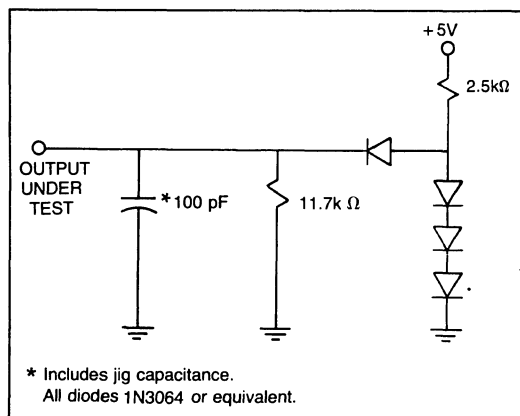 +5V
2.5kΩ
OUTPUT
UNDER
TEST
*100 pF
11.7k Ω
* Includes jig capacitance.
All diodes 1N3064 or equivalent.